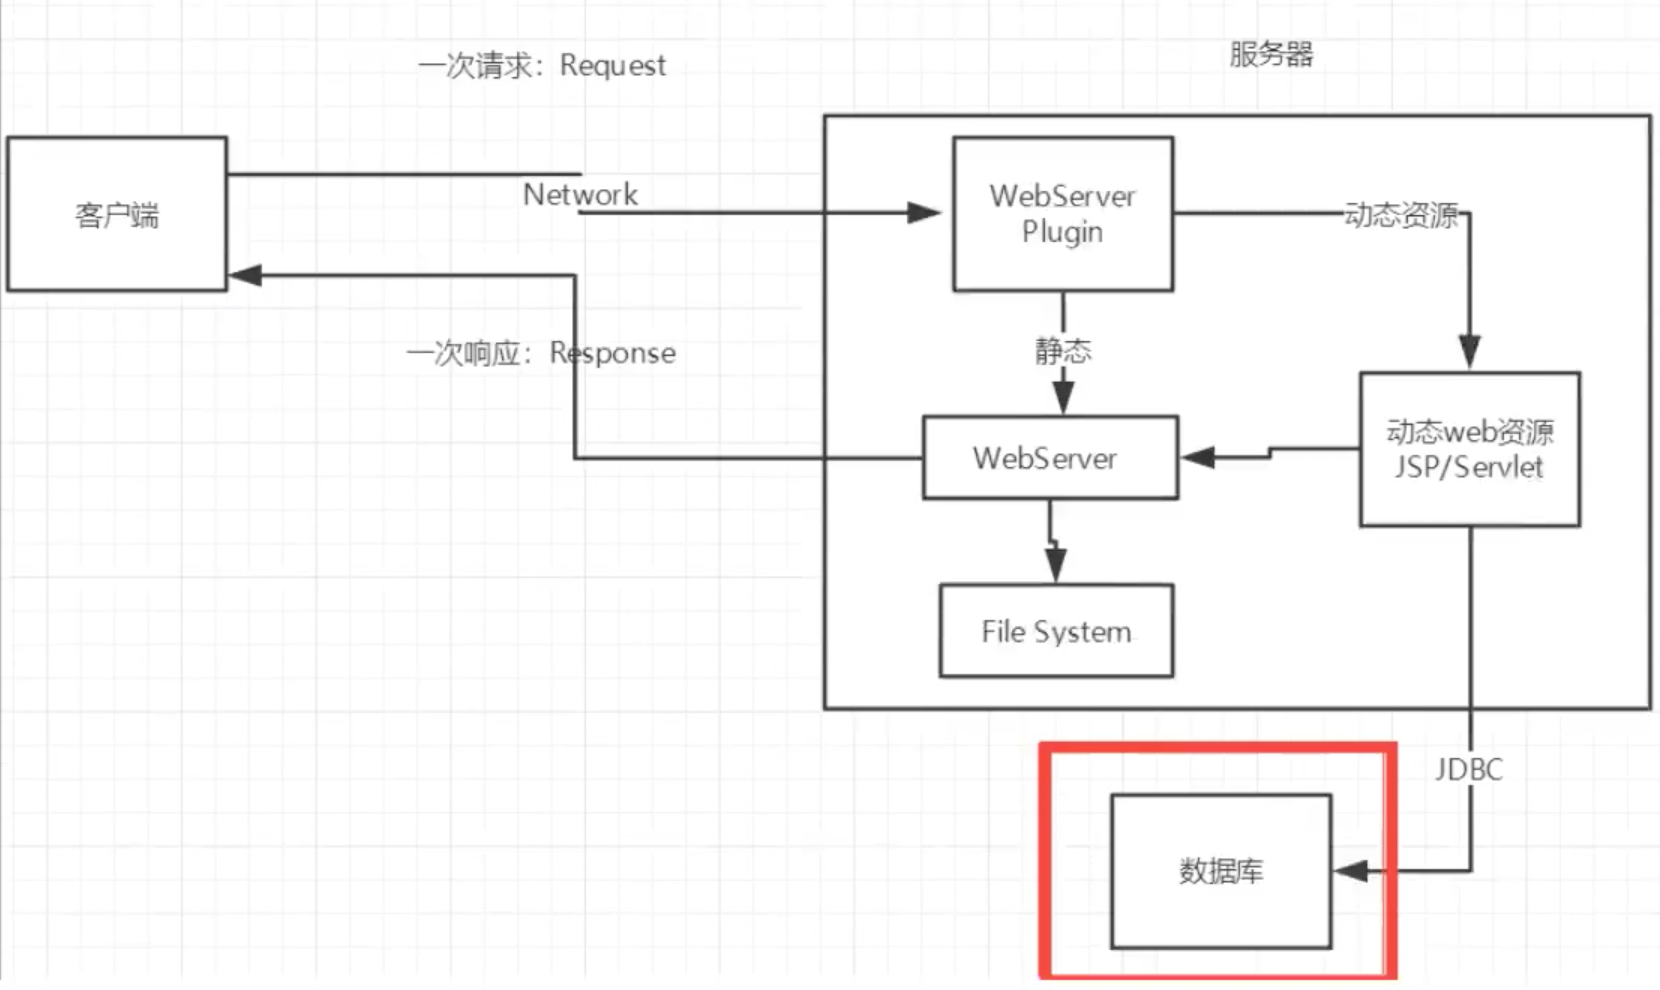 一次请求：Request
服务器
客户端
Network
WebServer
Plugin
动态资源
一次响应：Response
静态
动态web资源
JSP/Servlet
WebServer
File System
JDBC
数据库